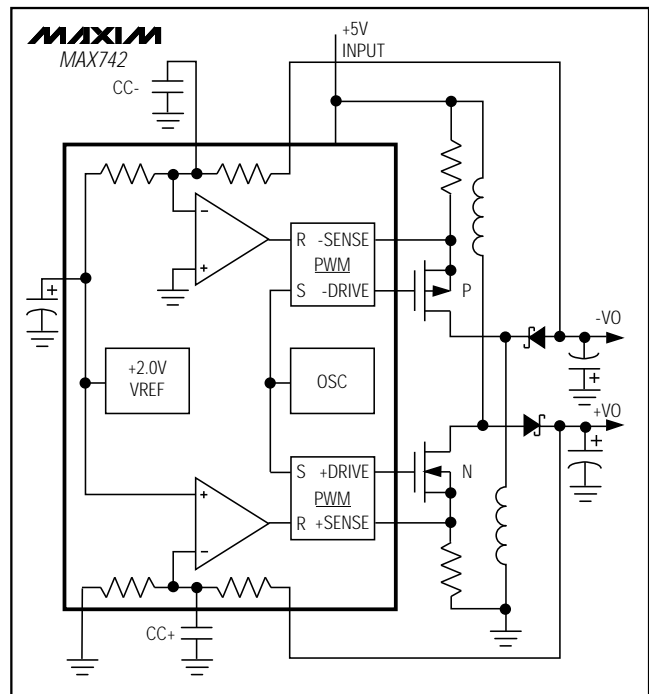 MAXIM
MAX742
+5V
INPUT
CC-
-
+
R -SENSE
PWM
S -DRIVE
P
+
-VO
+
+2.0V
VREF
OSC
+VO
+
S +DRIVE
PWM
R +SENSE
N
+
-
CC+